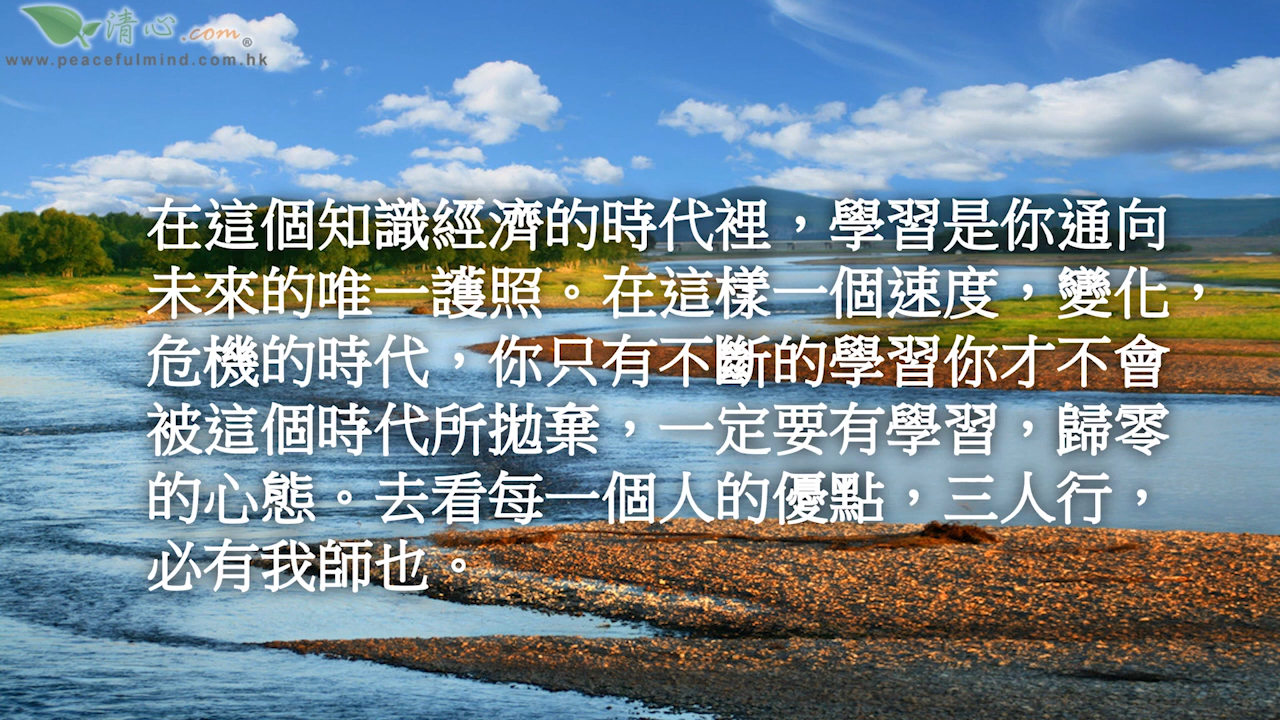 清心.com®
www.peacefulmind.com.hk
在這個知識經濟的時代裡，學習是你通向
未來的唯一護照。在這樣一個速度，變化，
危機的時代，你只有不斷的學習你才不會
被這個時代所拋棄，一定要有學習，歸零
的心態。去看每一個人的優點，三人行，
必有我師也。